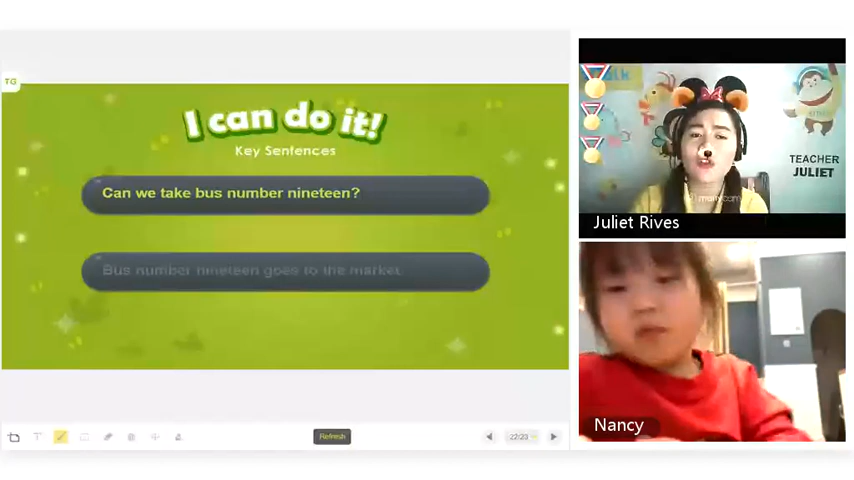 TG
I can do it!
Key Sentences
Can we take bus number nineteen?
Bus number nineteen goes to the market.
Refresh
22/23
TEACHER
JULIET
manycam
Juliet Rives
Nancy